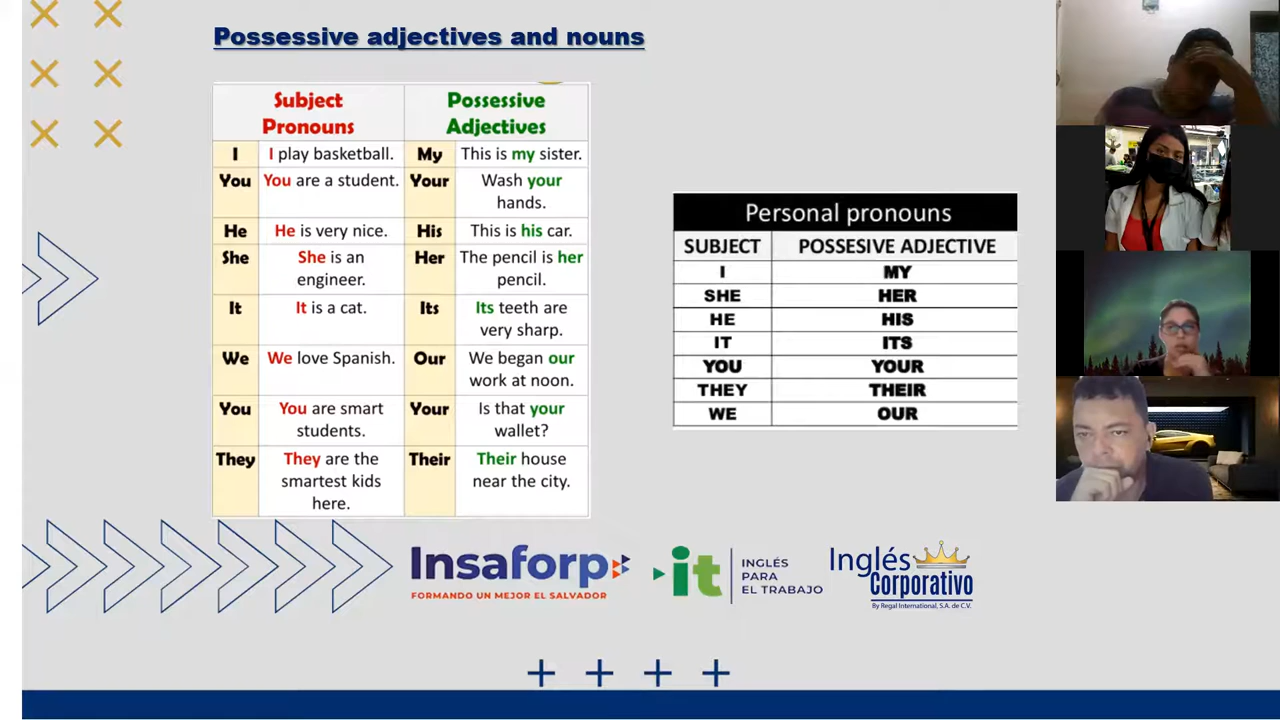 Possessive adjectives and nouns
Subject Pronouns
Possessive Adjectives
I
I play basketball.
My
This is my sister.
You
You are a student.
Your
Wash your
hands.
He
He is very nice.
His
This is his car.
She
She is an
engineer.
Her
The pencil is her
pencil.
It
It is a cat.
Its
Its teeth are
very sharp.
We
We love Spanish.
Our
We began our
work at noon.
You
You are smart
students.
Your
Is that your
wallet?
They
They are the
smartest kids
here.
Their
Their house
near the city.
Personal pronouns
SUBJECT
POSSESIVE ADJECTIVE
I
MY
SHE
HER
HE
HIS
IT
ITS
YOU
YOUR
THEY
THEIR
WE
OUR
Insaforp
FORMANDO UN MEJOR EL SALVADOR
it
INGLÉS
PARA
EL TRABAJO
Inglés
Corporativo
By Regal International, S.A. de C.V.